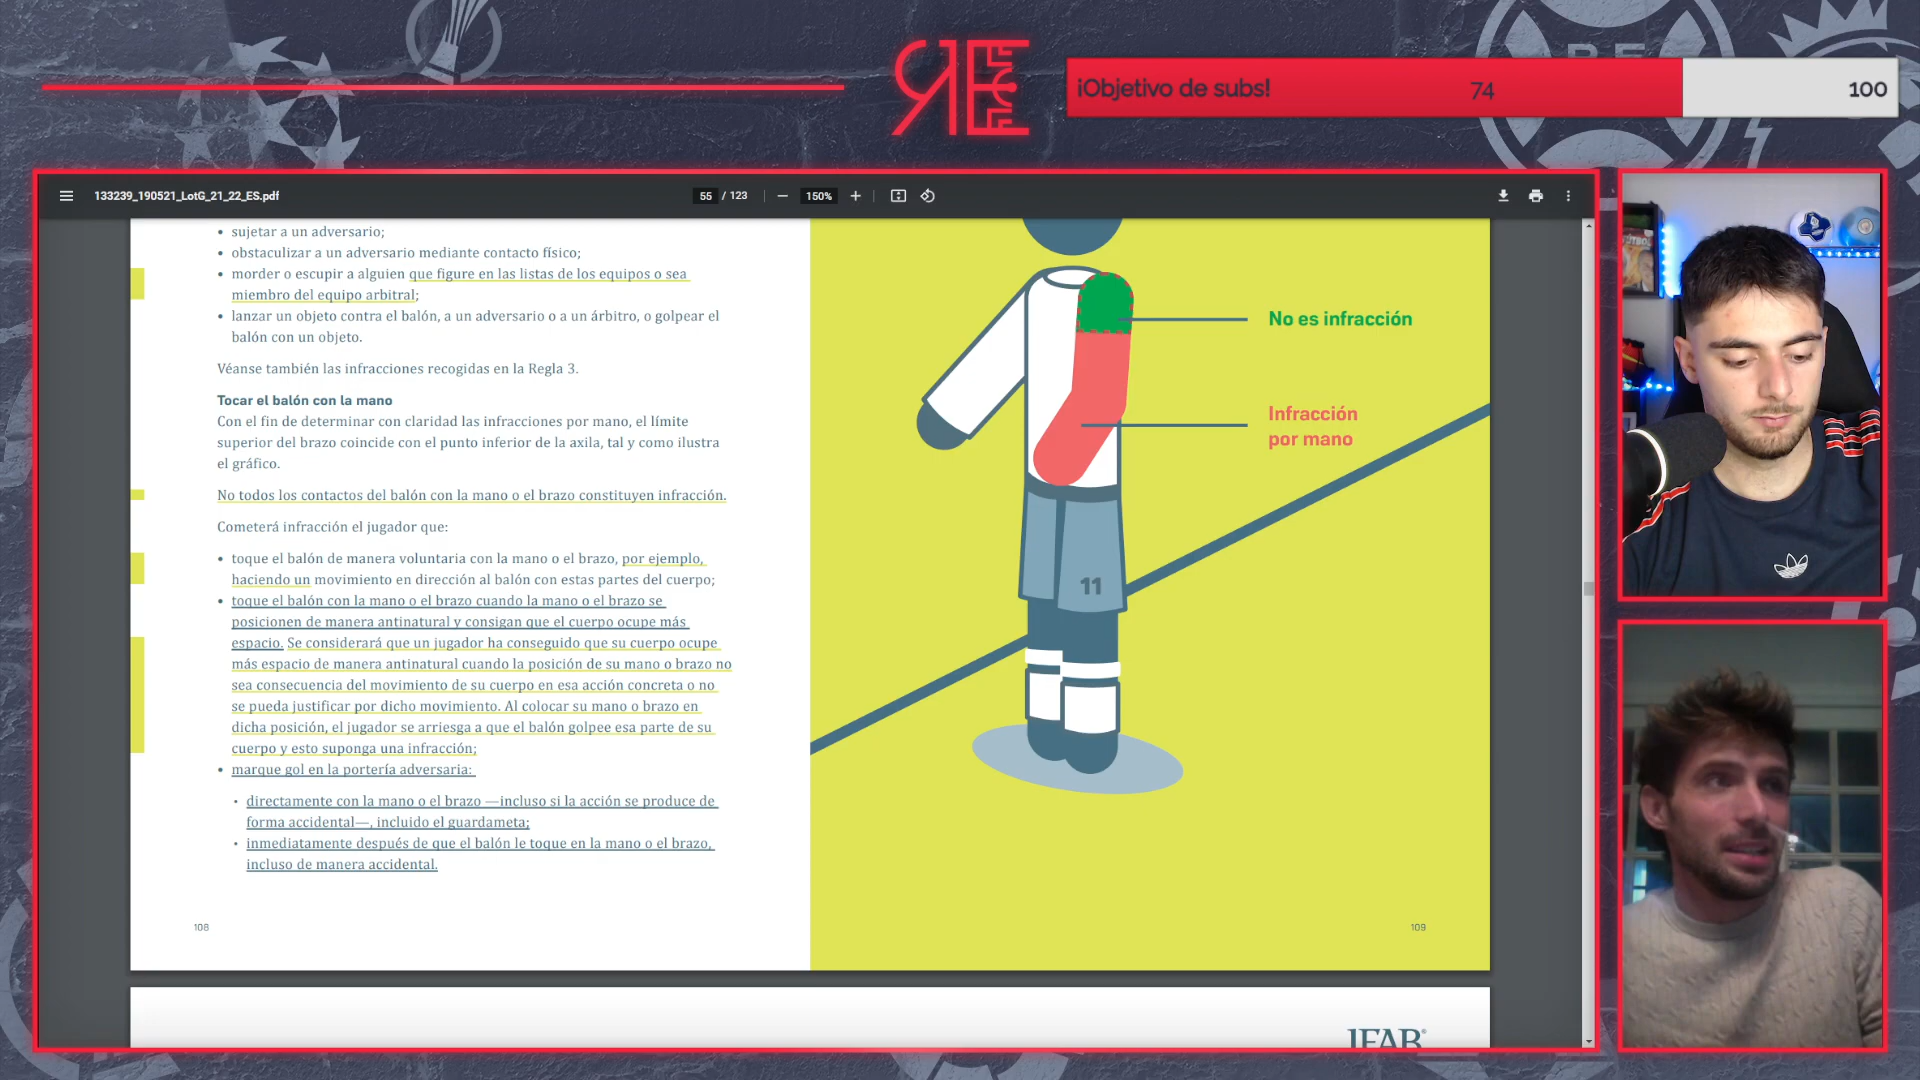 ¡Objetivo de subs! 74 100
133239_190521_LotG_21_22_ES.pdf
55 / 123
150%
• sujetar a un adversario;
• obstaculizar a un adversario mediante contacto físico;
• morder o escupir a alguien que figure en las listas de los equipos o sea
miembro del equipo arbitral;
• lanzar un objeto contra el balón, a un adversario o a un árbitro, o golpear el
balón con un objeto.
Véanse también las infracciones recogidas en la Regla 3.
Tocar el balón con la mano
Con el fin de determinar con claridad las infracciones por mano, el límite
superior del brazo coincide con el punto inferior de la axila, tal y como ilustra
el gráfico.
No todos los contactos del balón con la mano o el brazo constituyen infracción.
Cometerá infracción el jugador que:
• toque el balón de manera voluntaria con la mano o el brazo, por ejemplo,
haciendo un movimiento en dirección al balón con estas partes del cuerpo;
• toque el balón con la mano o el brazo cuando la mano o el brazo se
posicionen de manera antinatural y consigan que el cuerpo ocupe más
espacio. Se considerará que un jugador ha conseguido que su cuerpo ocupe
más espacio de manera antinatural cuando la posición de su mano o brazo no
sea consecuencia del movimiento de su cuerpo en esa acción concreta o no
se pueda justificar por dicho movimiento. Al colocar su mano o brazo en
dicha posición, el jugador se arriesga a que el balón golpee esa parte de su
cuerpo y esto suponga una infracción;
• marque gol en la portería adversaria:
• directamente con la mano o el brazo —incluso si la acción se produce de
forma accidental—, incluido el guardameta;
• inmediatamente después de que el balón le toque en la mano o el brazo,
incluso de manera accidental.
108
No es infracción
Infracción
por mano
11
109
IFAB